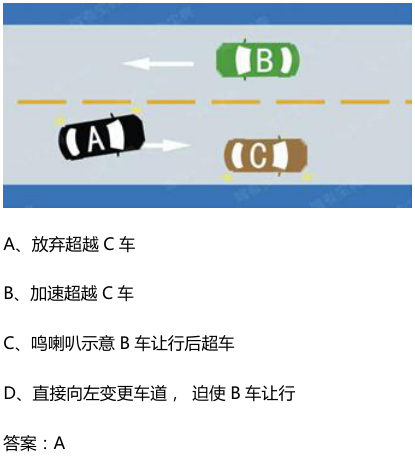 B
A
C
A、放弃超越 C 车
B、加速超越 C 车
C、鸣喇叭示意 B 车让行后超车
D、直接向左变更车道， 迫使 B 车让行
答案：A